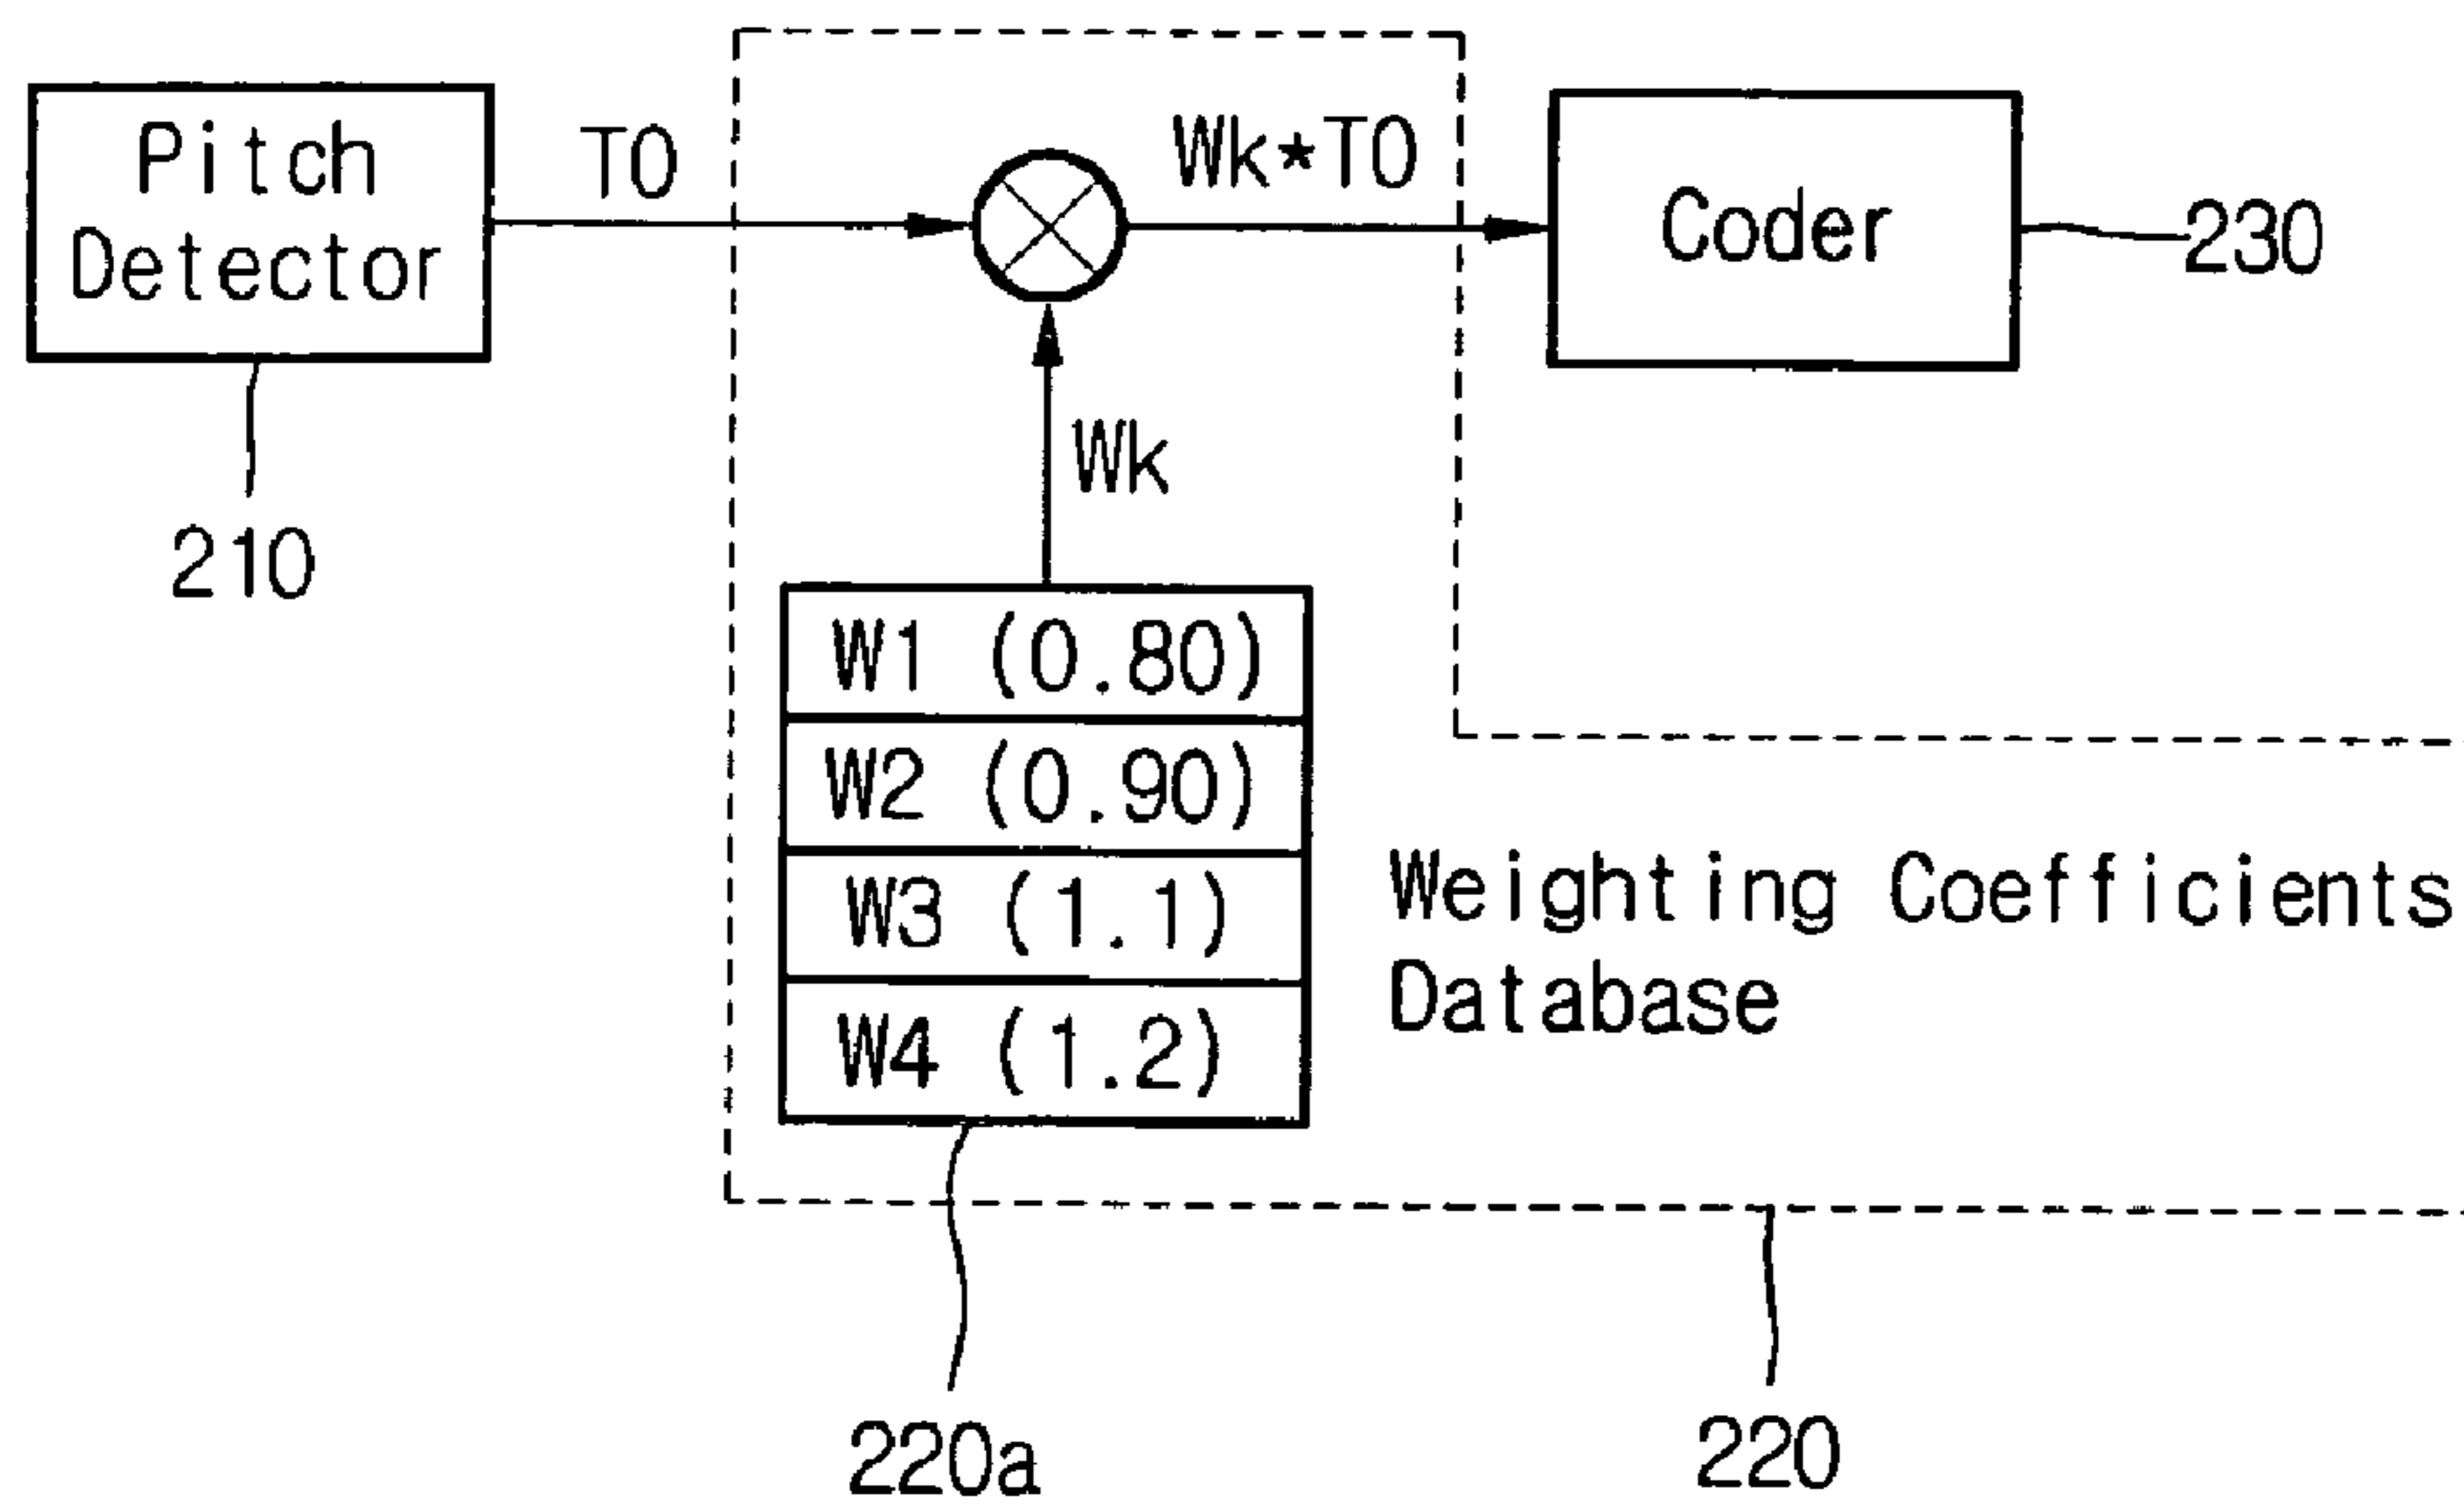 Pitch
Detector
T0
Wk*T0
Coder
230
Wk
210
W1 (0.80)
W2 (0.90)
W3 (1.1)
W4 (1.2)
Weighting Coefficients
Database
220a
220